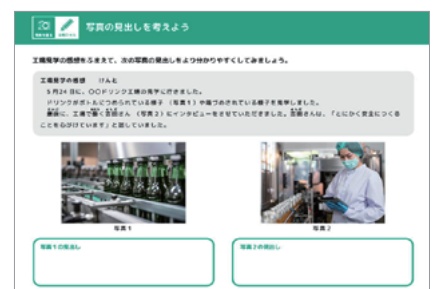 写真の見出しを考えよう
工場見学の感想をふまえて、次の写真の見出しをより分かりやすくしてみましょう。
工場見学の感想 けんと
5月24日に、〇〇ドリンク工場の見学に行きました。
ドリンクがボトルにつめられている様子(写真1)や箱づめされている様子を見学しました。
最後に、工場で働く吉田さん(写真2)にインタビューをさせていただきました。吉田さんは、「とにかく安全につくる
ことを心がけています」と話していました。
写真1
写真2
写真1の見出し
写真2の見出し